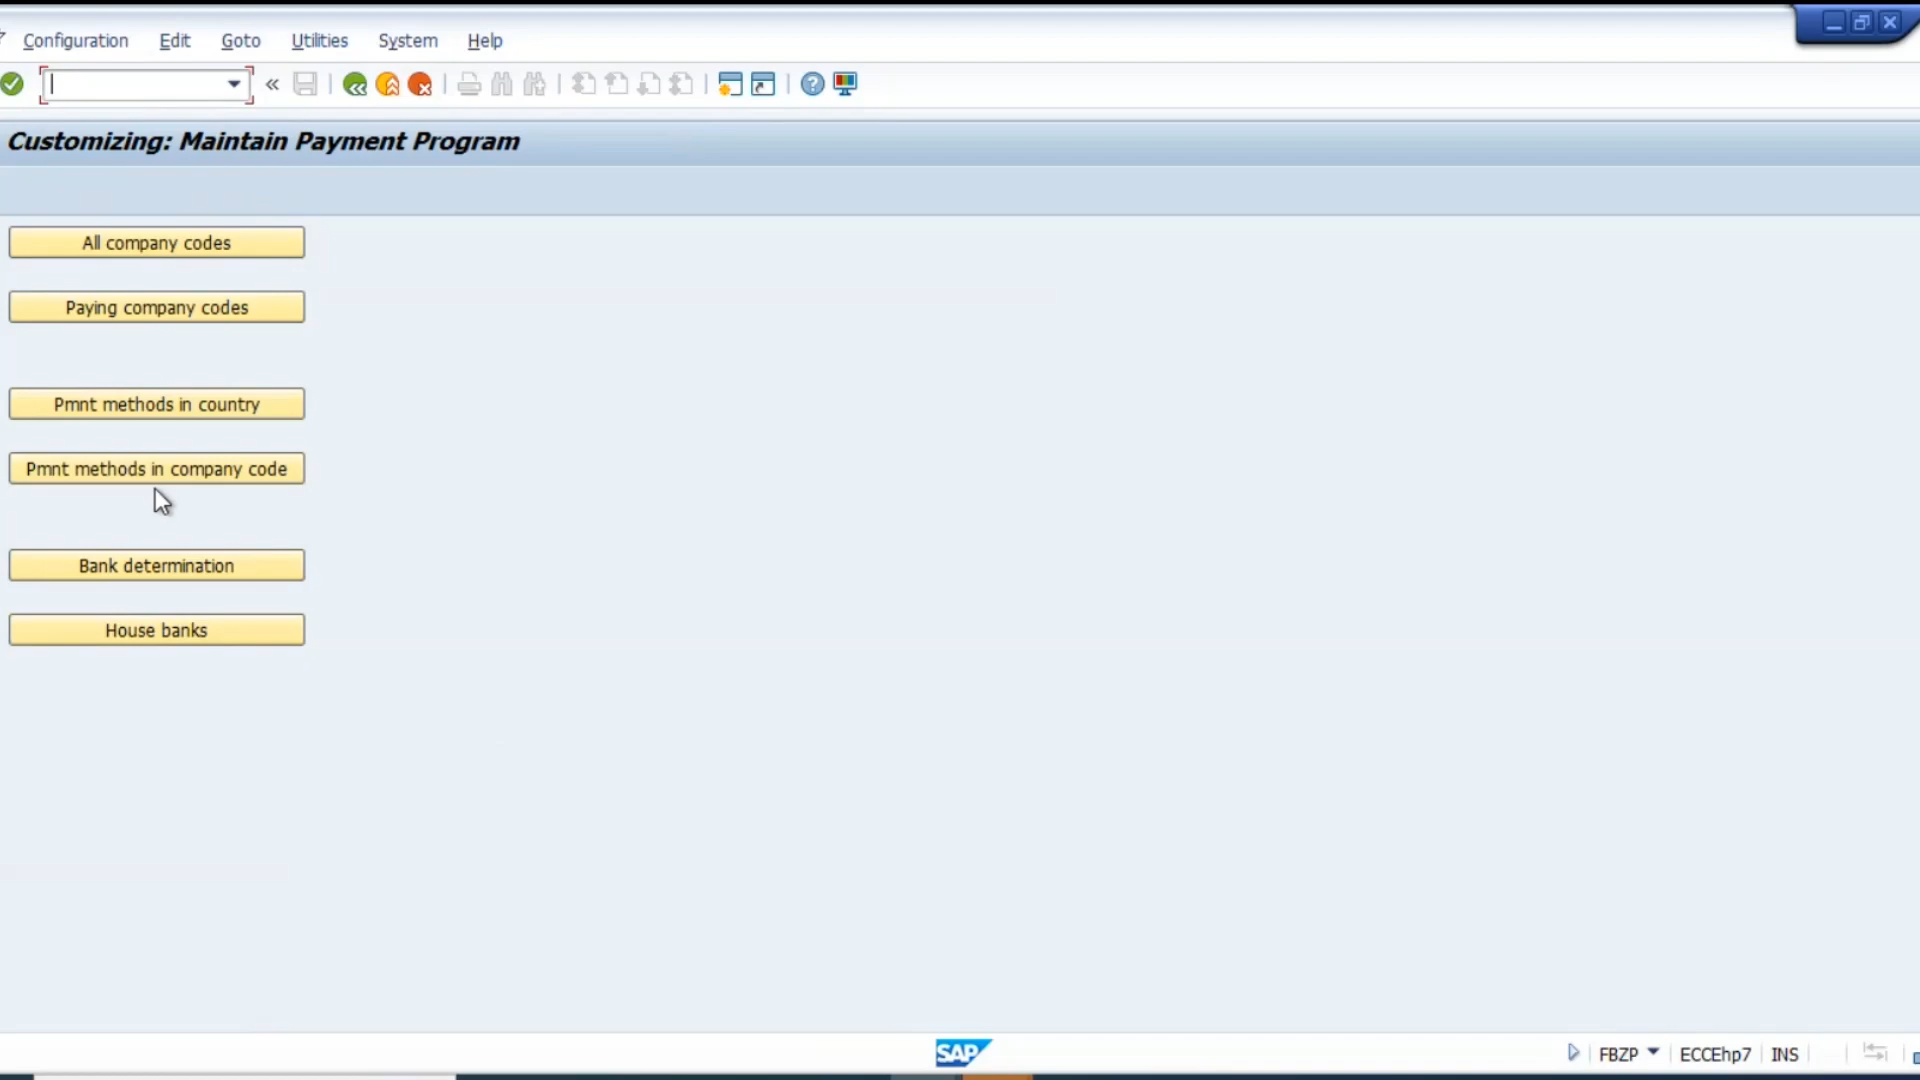 Configuration Edit Goto Utilities System Help
Customizing: Maintain Payment Program
All company codes
Paying company codes
Pmnt methods in country
Pmnt methods in company code
Bank determination
House banks
SAP
FBZP ECCEhp7 INS